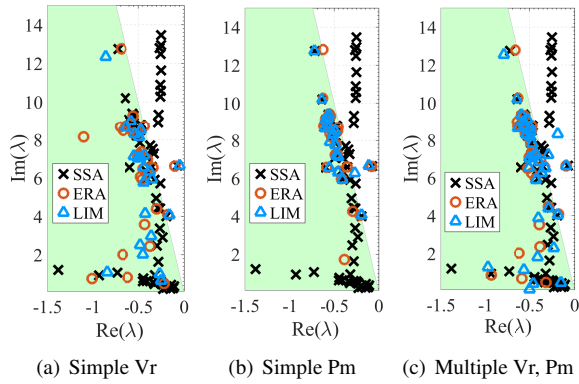 14
12
10
8
6
4
2
Im(λ)
SSA
ERA
LIM
-1.5 -1 -0.5 0
Re(λ)
(a) Simple Vr
14
12
10
8
6
4
2
Im(λ)
SSA
ERA
LIM
-1.5 -1 -0.5 0
Re(λ)
(b) Simple Pm
14
12
10
8
6
4
2
Im(λ)
SSA
ERA
LIM
-1.5 -1 -0.5 0
Re(λ)
(c) Multiple Vr, Pm